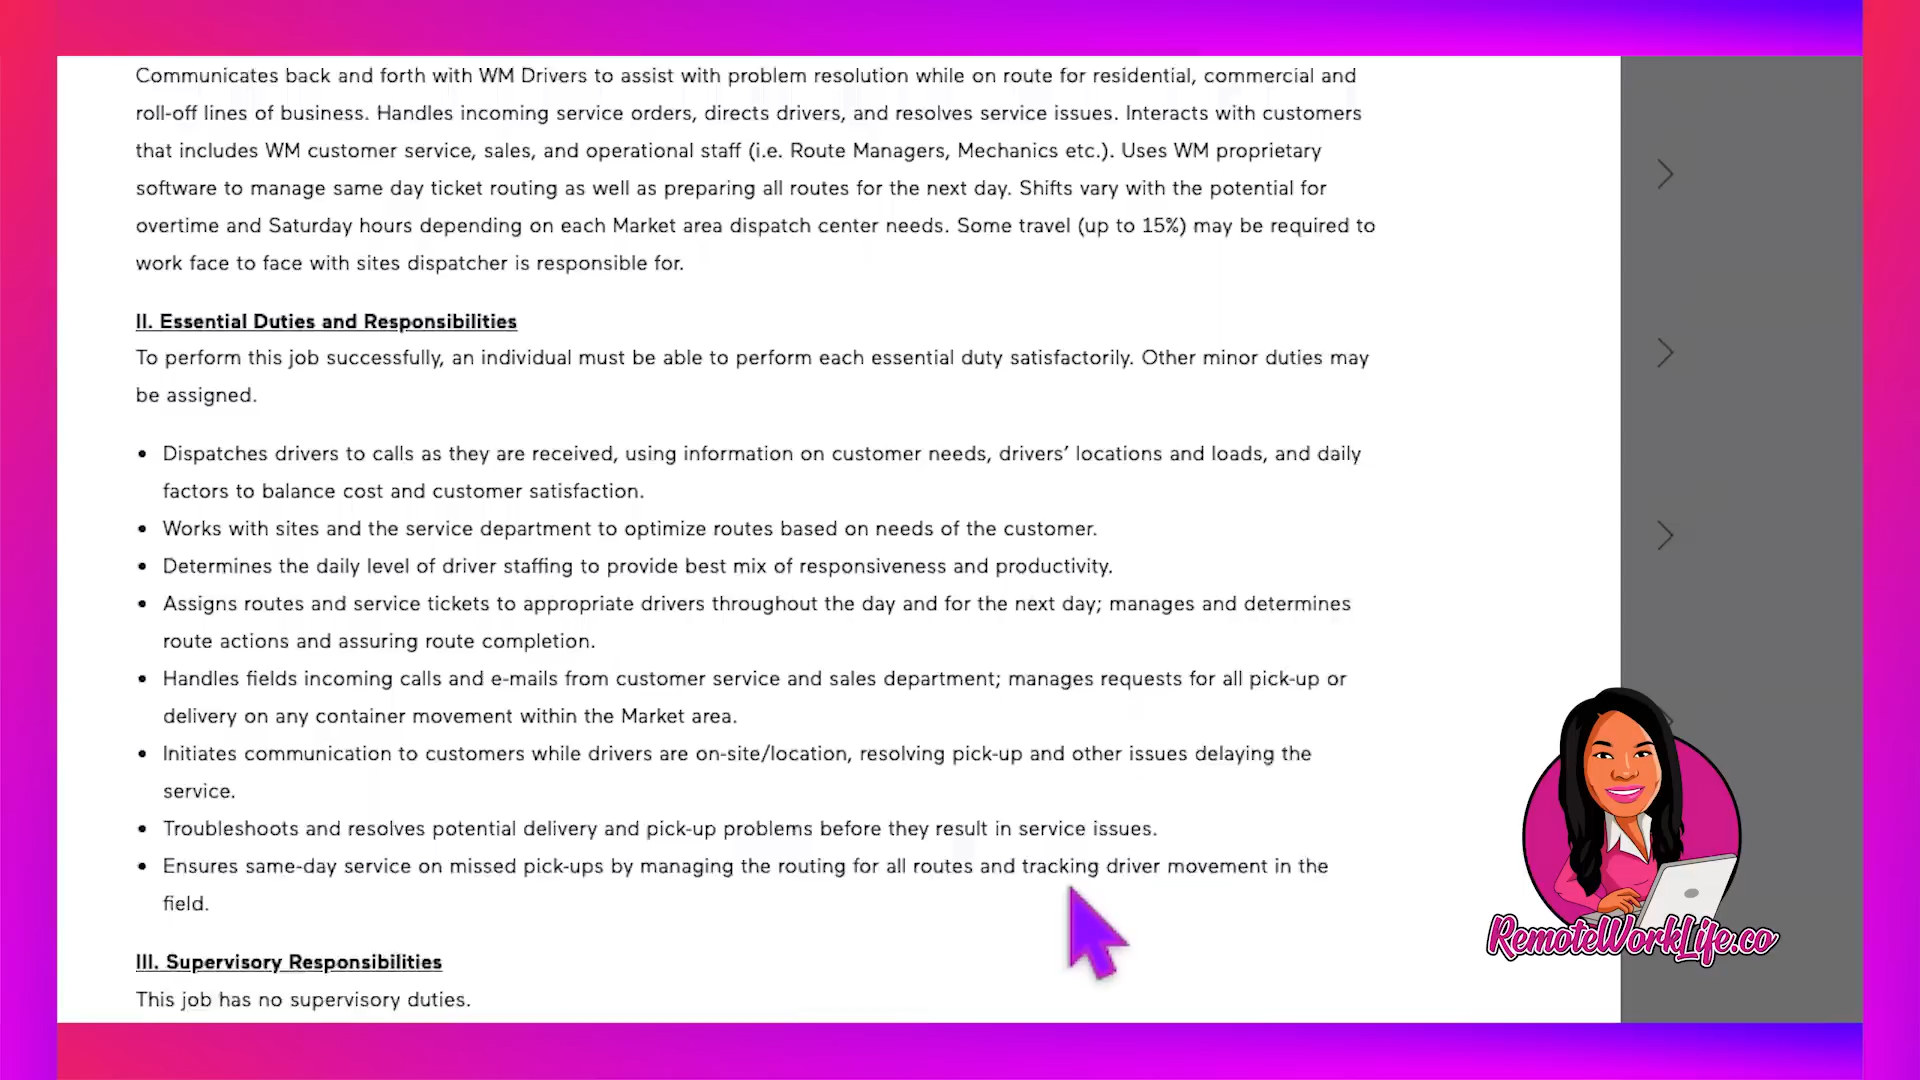 Communicates back and forth with WM Drivers to assist with problem resolution while on route for residential, commercial and
roll-off lines of business. Handles incoming service orders, directs drivers, and resolves service issues. Interacts with customers
that includes WM customer service, sales, and operational staff (i.e. Route Managers, Mechanics etc.). Uses WM proprietary
software to manage same day ticket routing as well as preparing all routes for the next day. Shifts vary with the potential for
overtime and Saturday hours depending on each Market area dispatch center needs. Some travel (up to 15%) may be required to
work face to face with sites dispatcher is responsible for.
II. Essential Duties and Responsibilities
To perform this job successfully, an individual must be able to perform each essential duty satisfactorily. Other minor duties may
be assigned.
• Dispatches drivers to calls as they are received, using information on customer needs, drivers’ locations and loads, and daily
factors to balance cost and customer satisfaction.
• Works with sites and the service department to optimize routes based on needs of the customer.
• Determines the daily level of driver staffing to provide best mix of responsiveness and productivity.
• Assigns routes and service tickets to appropriate drivers throughout the day and for the next day; manages and determines
route actions and assuring route completion.
• Handles fields incoming calls and e-mails from customer service and sales department; manages requests for all pick-up or
delivery on any container movement within the Market area.
• Initiates communication to customers while drivers are on-site/location, resolving pick-up and other issues delaying the
service.
• Troubleshoots and resolves potential delivery and pick-up problems before they result in service issues.
• Ensures same-day service on missed pick-ups by managing the routing for all routes and tracking driver movement in the
field.
III. Supervisory Responsibilities
This job has no supervisory duties.
RemoteWorkLife.co